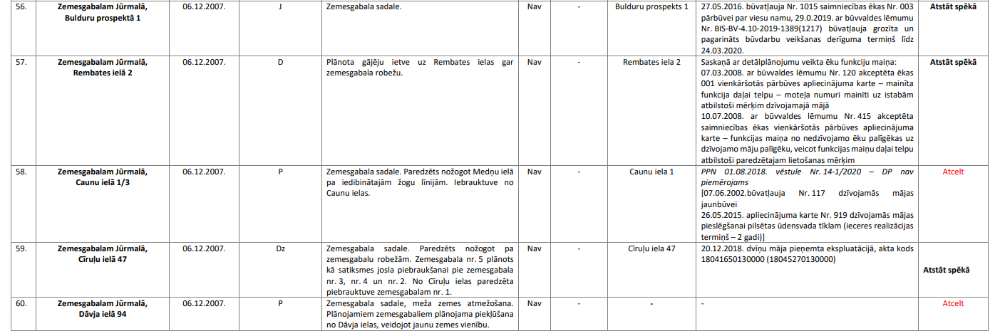 56.
Zemesgabalam Jūrmalā,
Bulduru prospektā 1
06.12.2007.
J
Zemesgabala sadale.
Nav
-
Bulduru prospekts 1
27.05.2016. būvatļauja Nr. 1015 saimniecības ēkas Nr. 003
pārbūvei par viesu namu, 29.0.2019. ar būvvaldes lēmumu
Nr. BIS-BV-4.10-2019-1389(1217) būvatļauja grozīta un
pagarināts būvdarbu veikšanas derīguma termiņš līdz
24.03.2020.
Atstāt spēkā
57.
Zemesgabalam Jūrmalā,
Rembates ielā 2
06.12.2007.
D
Plānota gājēju ietve uz Rembates ielas gar
zemesgabala robežu.
Nav
-
Rembates iela 2
Saskaņā ar detālplānojumu veikta ēku funkciju maiņa:
07.03.2008. ar būvvaldes lēmumu Nr. 120 akceptēta ēkas
001 vienkāršotās pārbūves apliecinājuma karte – mainīta
funkcija daļai telpu – moteļa numuri mainīti uz istabām
atbilstoši mērķim dzīvojamajā mājā
10.07.2008. ar būvvaldes lēmumu Nr. 415 akceptēta
saimniecības ēkas vienkāršotās pārbūves apliecinājuma
karte – funkcijas maiņa no nedzīvojamo ēku palīgēkas uz
dzīvojamo māju palīgēku, veicot funkcijas maiņu daļai telpu
atbilstoši paredzētajam lietošanas mērķim
Atstāt spēkā
58.
Zemesgabalam Jūrmalā,
Caunu ielā 1/3
06.12.2007.
P
Zemesgabala sadale. Paredzēts nožogot Medņu ielā
pa iedibinātajām žogu līnijām. Iebrauktuve no
Caunu ielas.
Nav
-
Caunu iela 1
PPN 01.08.2018. vēstule Nr. 14-1/2020 – DP nav
piemērojams
[07.06.2002.būvatļauja Nr. 117 dzīvojamās mājas
jaunbūvei
26.05.2015. apliecinājuma karte Nr. 919 dzīvojamās mājas
pieslēgšanai pilsētas ūdensvada tīklam (ieceres realizācijas
termiņš – 2 gadi)]
Atcelt
59.
Zemesgabalam Jūrmalā,
Cīruļu ielā 47
06.12.2007.
Dz
Zemesgabala sadale. Paredzēts nožogot pa
zemesgabalu robežām. Zemesgabala nr. 5 plānots
kā satiksmes josla piebraukšanai pie zemesgabala
nr. 3, nr. 4 un nr. 2. No Cīruļu ielas paredzēta
piebrauktuve zemesgabalam nr. 1.
Nav
-
Cīruļu iela 47
20.12.2018. dvīņu māja pieņemta ekspluatācijā, akta kods
18041650130000 (18045270130000)
Atstāt spēkā
60.
Zemesgabalam Jūrmalā,
Dāvja ielā 94
06.12.2007.
P
Zemesgabala sadale, meža zemes atmežošana.
Plānojamiem zemesgabaliem plānojama piekļūšana
no Dāvja ielas, veidojot jaunu zemes vienību.
Nav
-
-
-
Atcelt